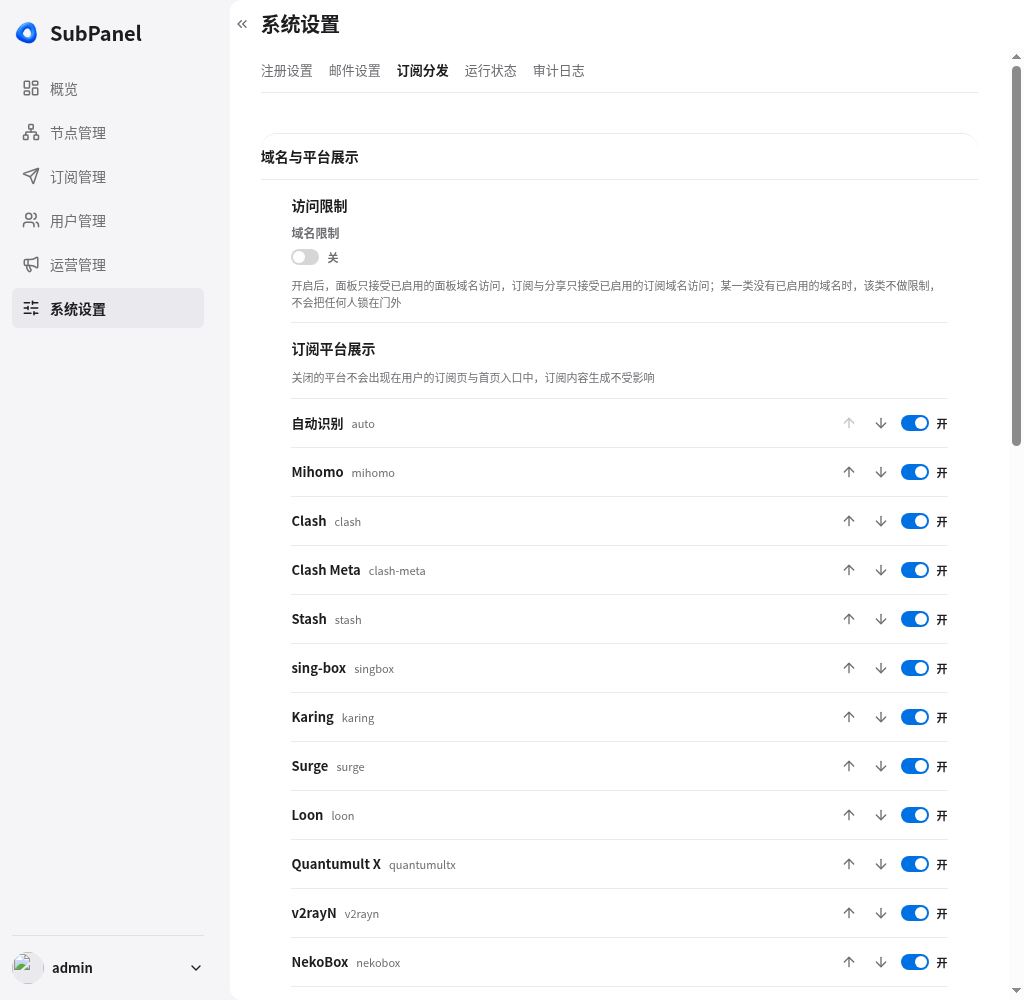 SubPanel
概览
节点管理
订阅管理
用户管理
运营管理
系统设置
admin
系统设置
注册设置 邮件设置 订阅分发 运行状态 审计日志
域名与平台展示
访问限制
域名限制
关
开启后，面板只接受已启用的面板域名访问，订阅与分享只接受已启用的订阅域名访问；某一类没有已启用的域名时，该类不做限制，
不会把任何人锁在门外
订阅平台展示
关闭的平台不会出现在用户的订阅页与首页入口中，订阅内容生成不受影响
自动识别 auto 开
Mihomo mihomo 开
Clash clash 开
Clash Meta clash-meta 开
Stash stash 开
sing-box singbox 开
Karing karing 开
Surge surge 开
Loon loon 开
Quantumult X quantumultx 开
v2rayN v2rayn 开
NekoBox nekobox 开